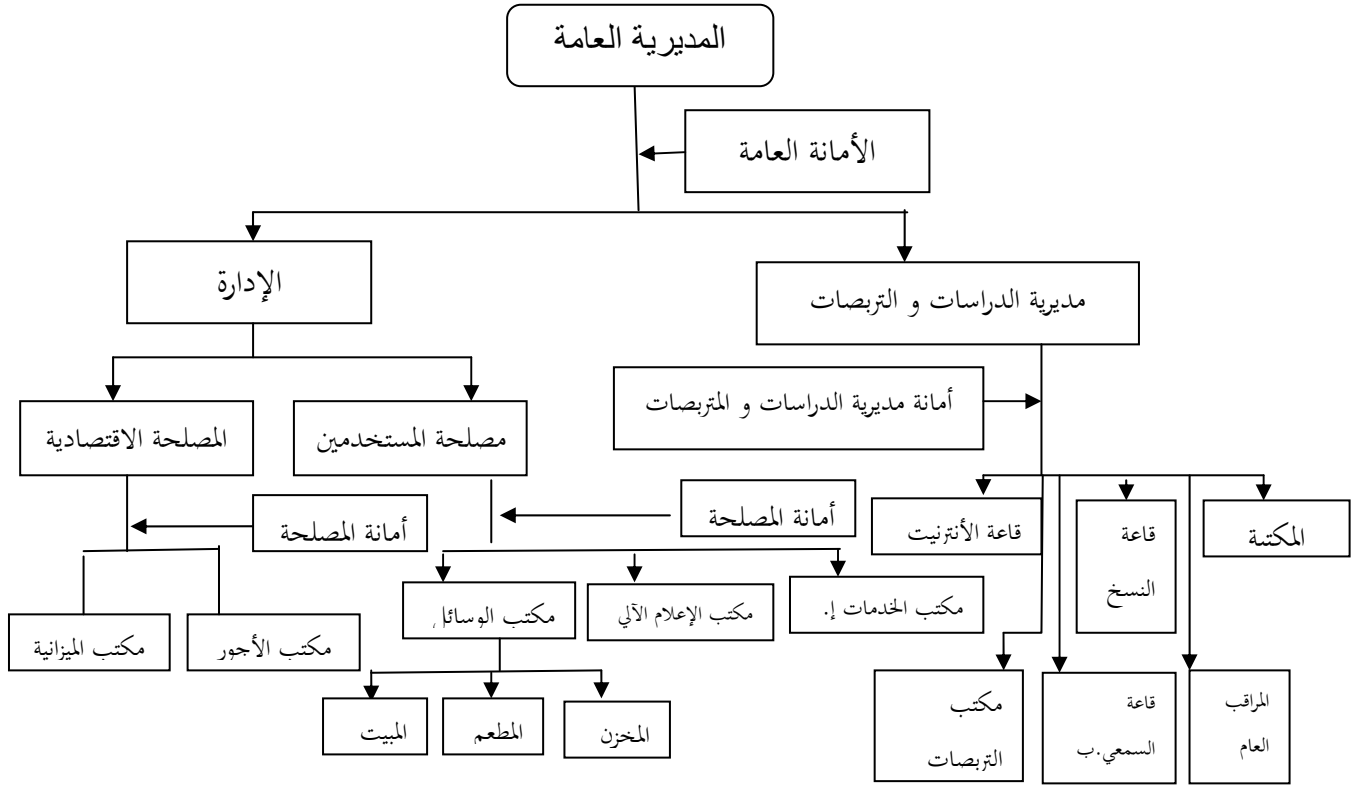 المديرية العامة
الأمانة العامة
الإدارة
مديرية الدراسات و التربصات
أمانة مديرية الدراسات و المتربصات
مصلحة المستخدمين
المصلحة الاقتصادية
أمانة المصلحة
أمانة المصلحة
المكتبة
قاعة
النسخ
قاعة الأنترنيت
مكتب الخدمات إ.
مكتب الإعلام الآلي
مكتب الوسائل
مكتب الأجور
مكتب الميزانية
المراقب
العام
قاعة
السمعي.ب
مكتب
التربصات
المخزن
المطعم
المبيت